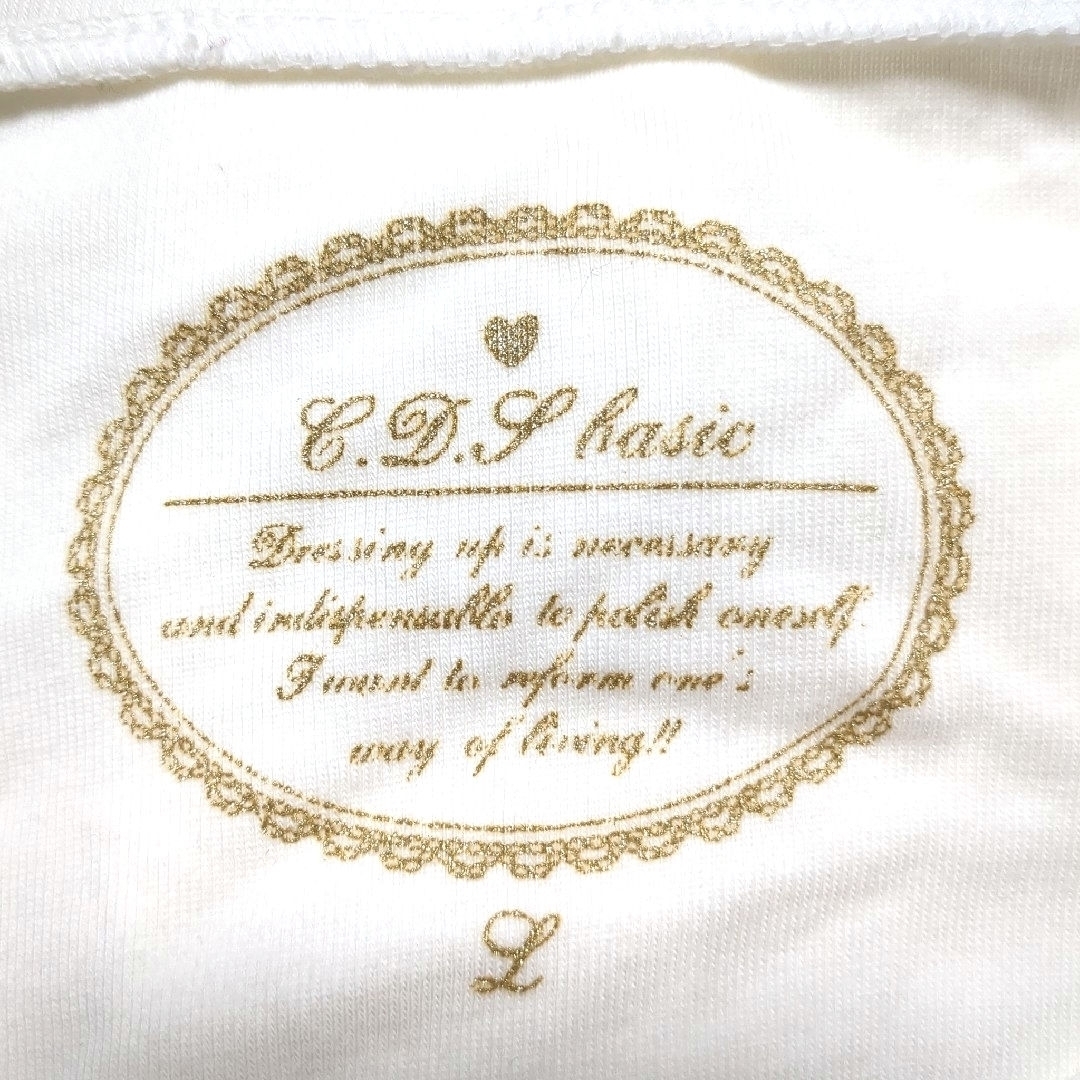 C.D.S basic
Dressing up is necessary
and indispensable to polish oneself
I want to reform one's
way of living!!
L